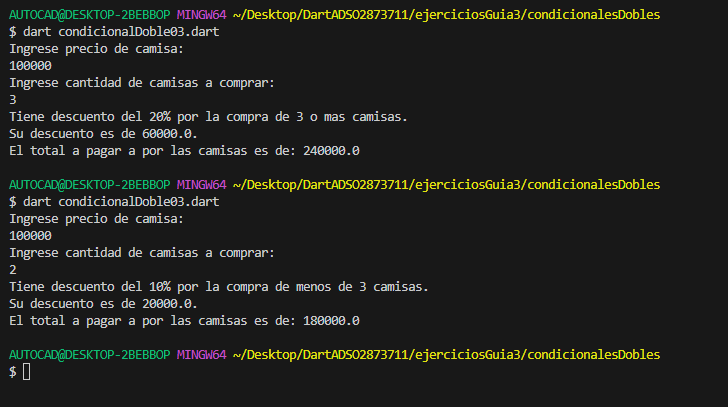 AUTOCAD@DESKTOP-2BEBBOP MINGW64 ~/Desktop/DartADSO2873711/ejerciciosGuia3/condicionalesDobles
$ dart condicionalDoble03.dart
Ingrese precio de camisa:
100000
Ingrese cantidad de camisas a comprar:
3
Tiene descuento del 20% por la compra de 3 o mas camisas.
Su descuento es de 60000.0.
El total a pagar a por las camisas es de: 240000.0
AUTOCAD@DESKTOP-2BEBBOP MINGW64 ~/Desktop/DartADSO2873711/ejerciciosGuia3/condicionalesDobles
$ dart condicionalDoble03.dart
Ingrese precio de camisa:
100000
Ingrese cantidad de camisas a comprar:
2
Tiene descuento del 10% por la compra de menos de 3 camisas.
Su descuento es de 20000.0.
El total a pagar a por las camisas es de: 180000.0
AUTOCAD@DESKTOP-2BEBBOP MINGW64 ~/Desktop/DartADSO2873711/ejerciciosGuia3/condicionalesDobles
$